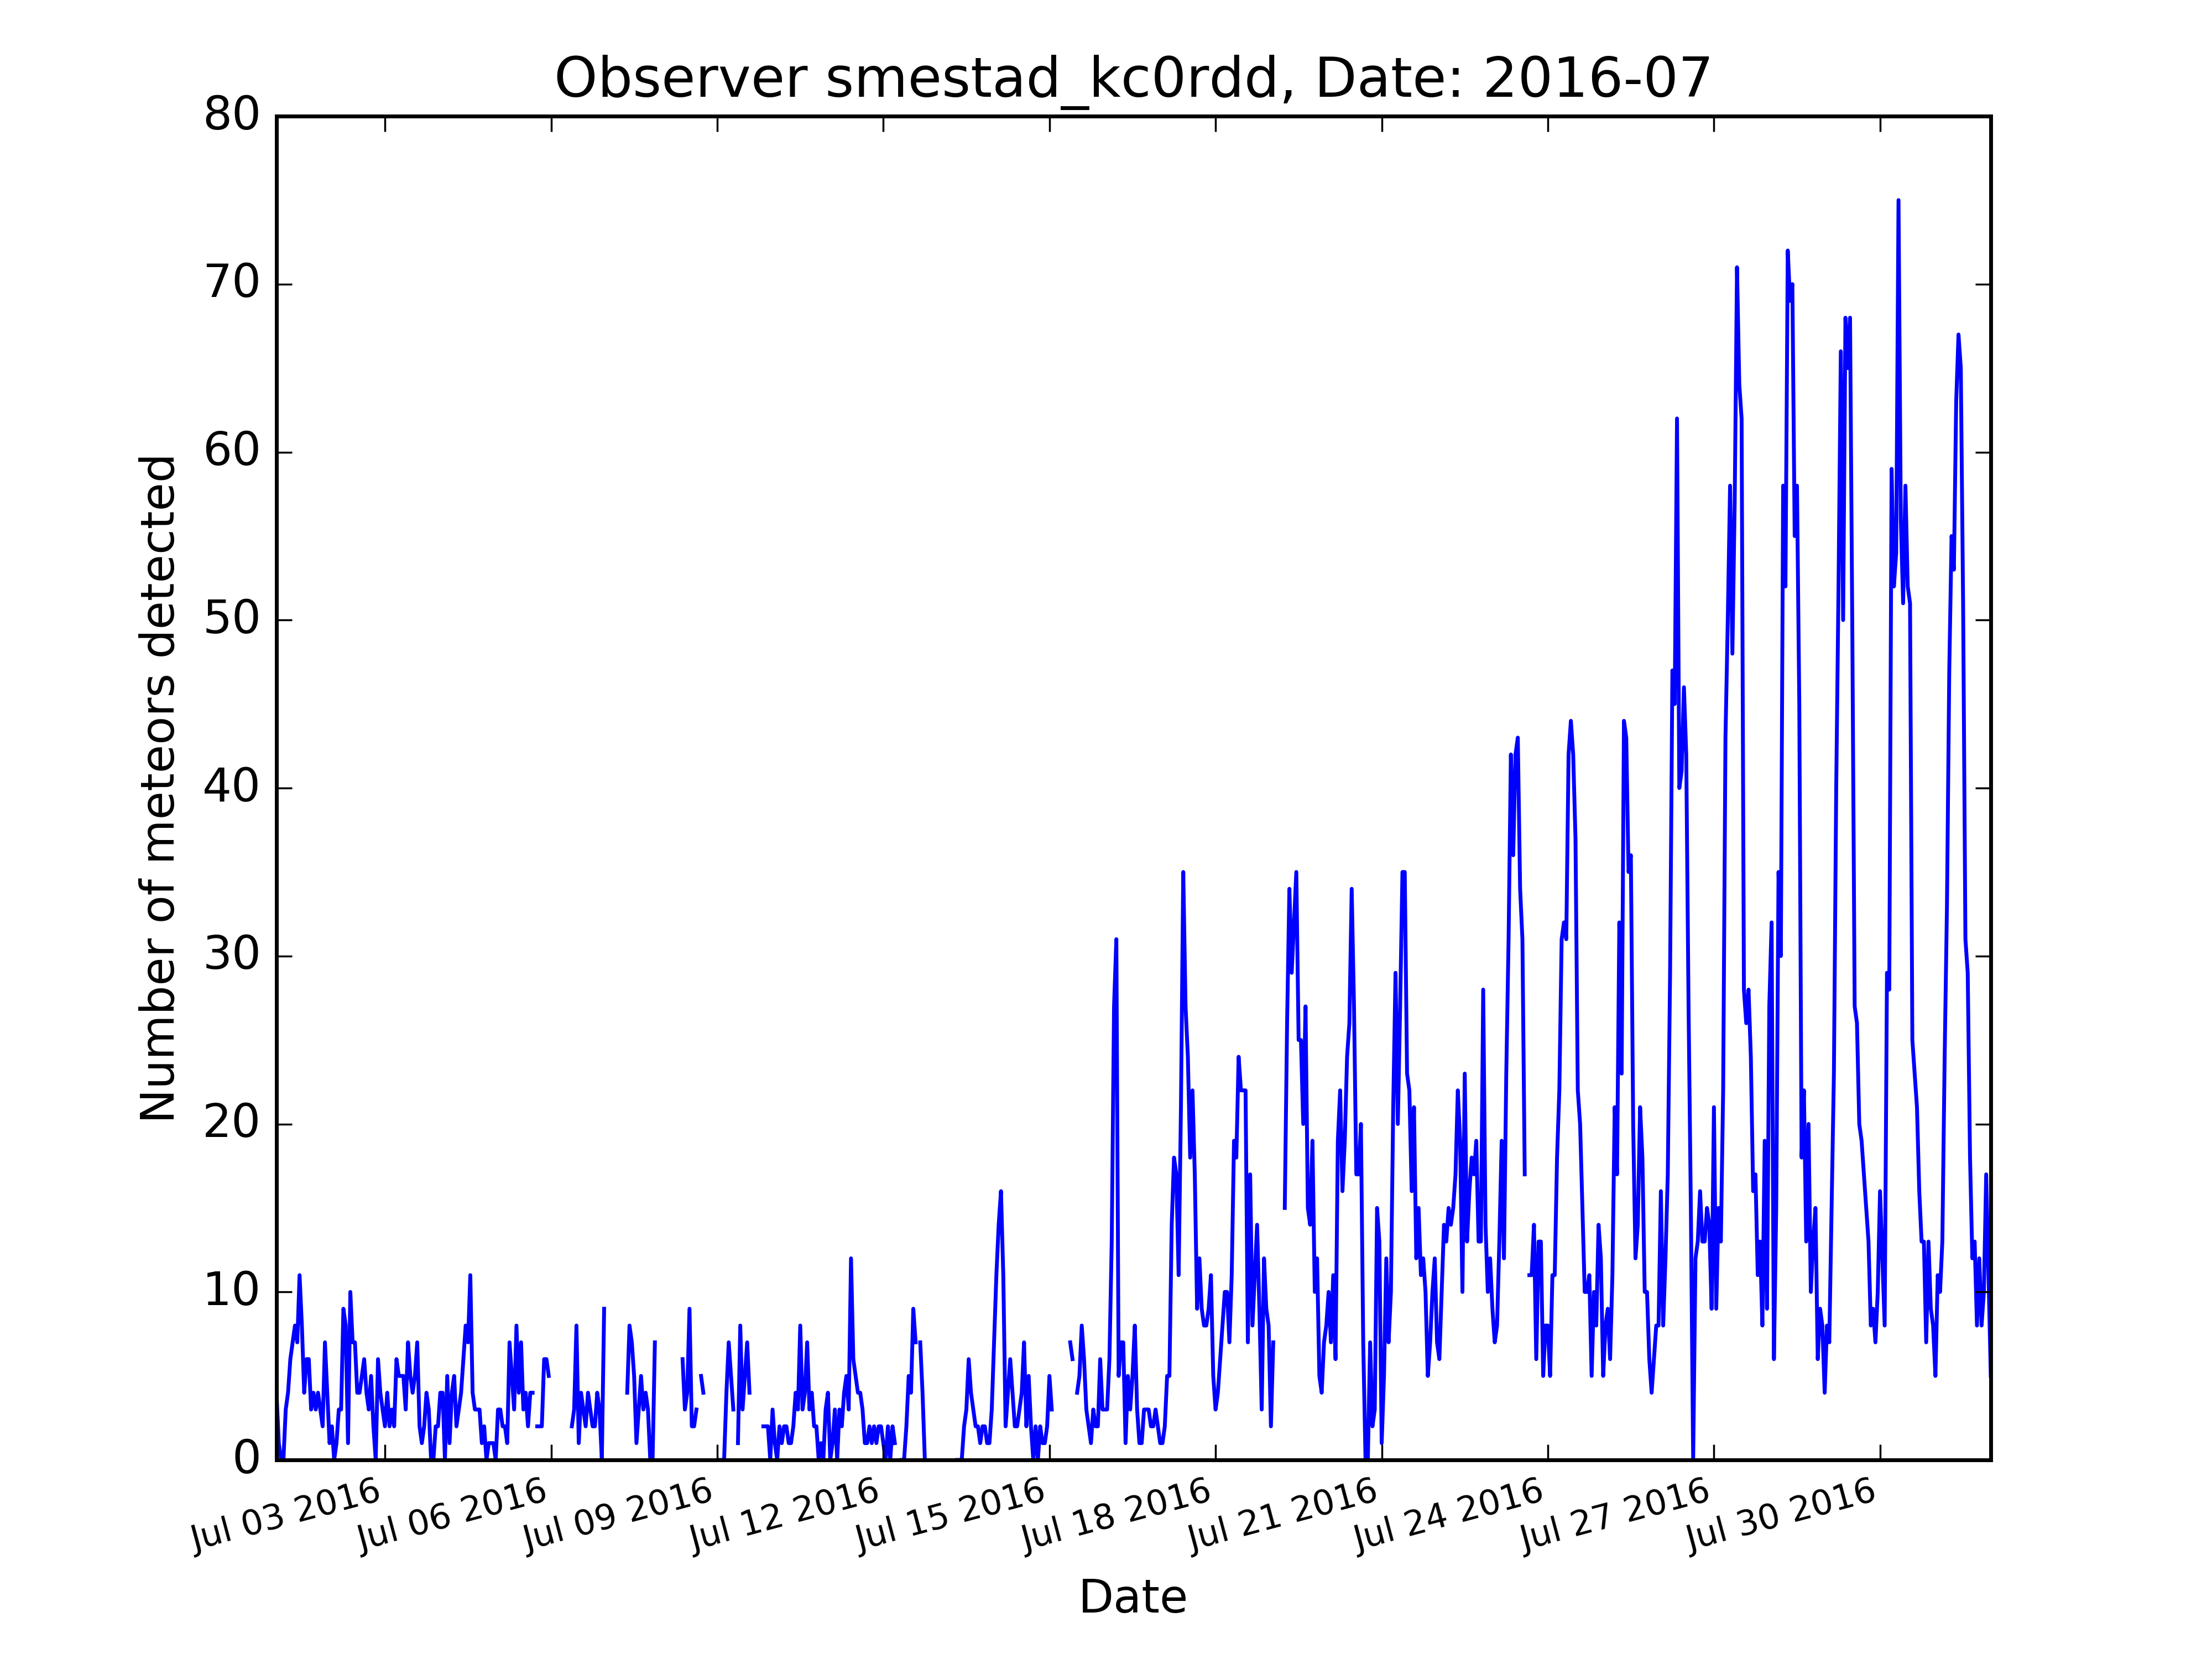 Observer smestad_kc0rdd, Date: 2016-07
Number of meteors detected
80
70
60
50
40
30
20
10
0
Jul 03 2016
Jul 06 2016
Jul 09 2016
Jul 12 2016
Jul 15 2016
Jul 18 2016
Jul 21 2016
Jul 24 2016
Jul 27 2016
Jul 30 2016
Date